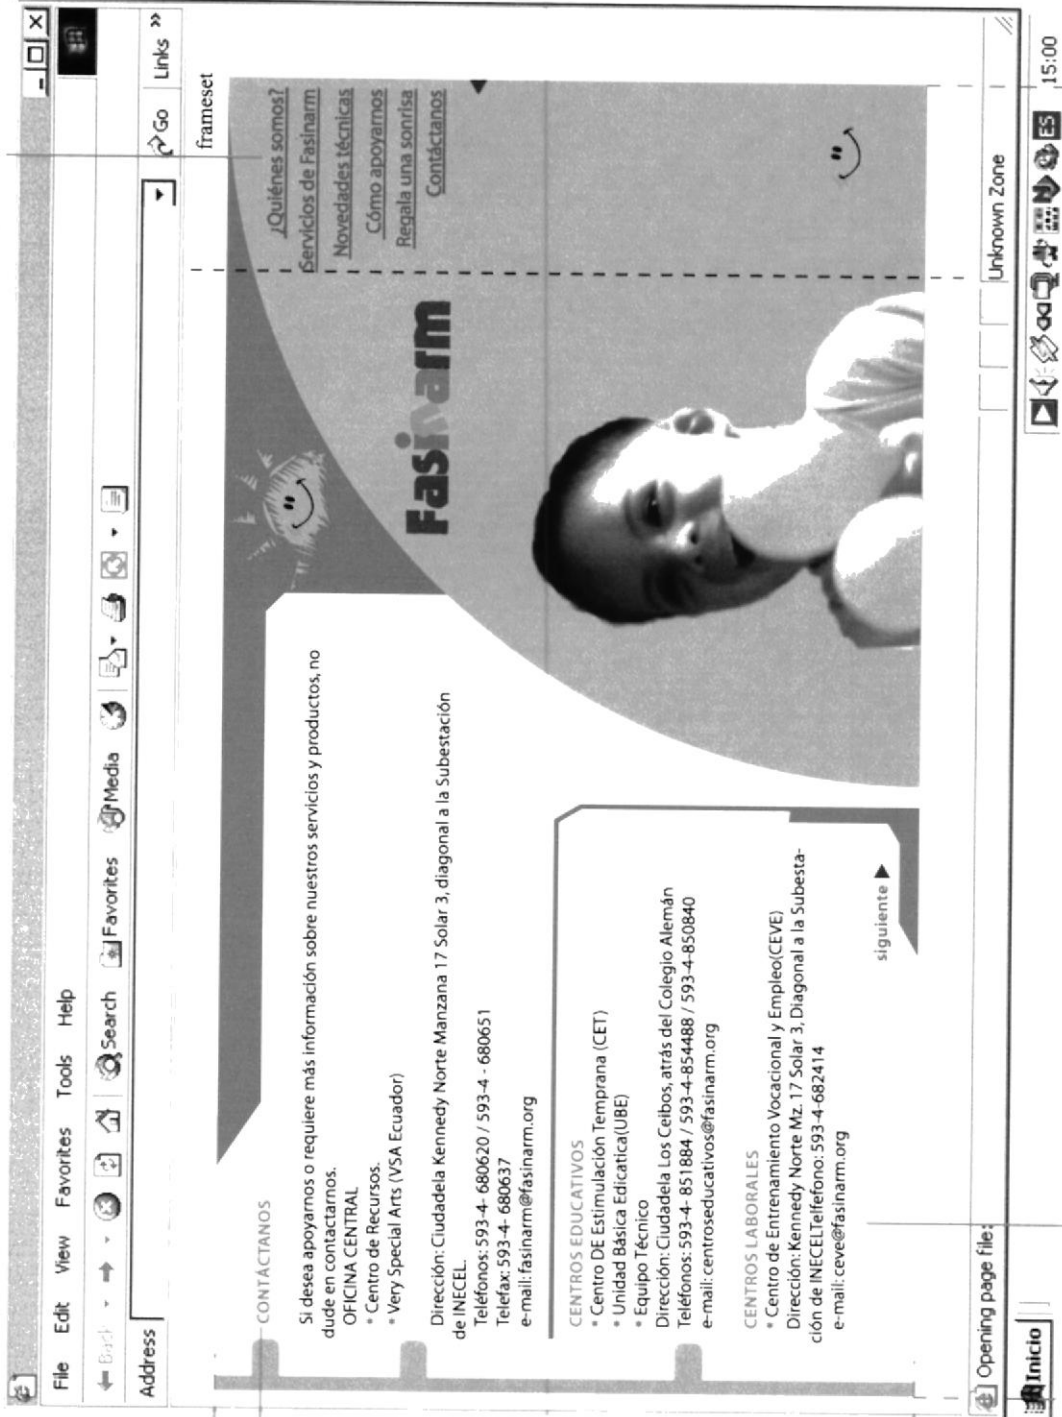 File Edit View Favorites Tools Help
Back Search Favorites Media
Address Go Links »
frameset
¿Quiénes somos?
Servicios de Fasinarm
Novedades técnicas
Cómo apoyarnos
Regala una sonrisa
Contáctanos
Fasinarm
CONTACTANOS
Si desea apoyarnos o requiere más información sobre nuestros servicios y productos, no
dude en contactarnos.
OFICINA CENTRAL
* Centro de Recursos.
* Very Special Arts (VSA Ecuador)
Dirección: Ciudadela Kennedy Norte Manzana 17 Solar 3, diagonal a la Subestación
de INECEL.
Teléfonos: 593-4- 680620 / 593-4 - 680651
Telefax: 593-4- 680637
e-mail: fasinarm@fasinarm.org
CENTROS EDUCATIVOS
* Centro DE Estimulación Temprana (CET)
* Unidad Básica Edicatica(UBE)
* Equipo Técnico
Dirección: Ciudadela Los Ceibos, atrás del Colegio Alemán
Teléfonos: 593-4- 851884 / 593-4-854488 / 593-4-850840
e-mail: centroseducativos@fasinarm.org
CENTROS LABORALES
* Centro de Entrenamiento Vocacional y Empleo(CEVE)
Dirección: Kennedy Norte Mz. 17 Solar 3, Diagonal a la Subesta-
ción de INECELTelfefono: 593-4-682414
e-mail: ceve@fasinarm.org
siguiente
Opening page file: Unknown Zone
Inicio ES 15:00